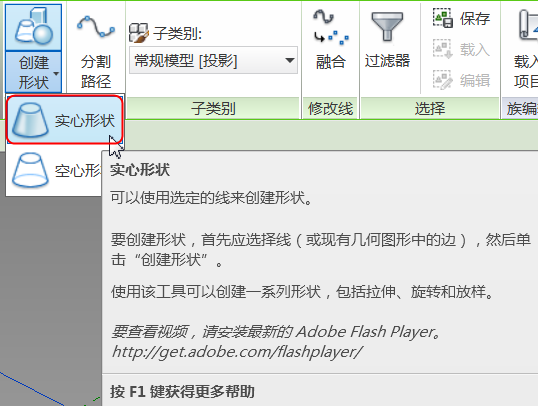 创建
形状
分割
路径
子类别:
常规模型 [投影]
子类别
融合
修改线
过滤器
保存
载入
编辑
选择
载入
项目
族编
实心形状
空心形
实心形状
可以使用选定的线来创建形状。
要创建形状，首先应选择线（或现有几何图形中的边），然后单
击“创建形状”。
使用该工具可以创建一系列形状，包括拉伸、旋转和放样。
要查看视频，请安装最新的 Adobe Flash Player。
http://get.adobe.com/flashplayer/
按 F1 键获得更多帮助